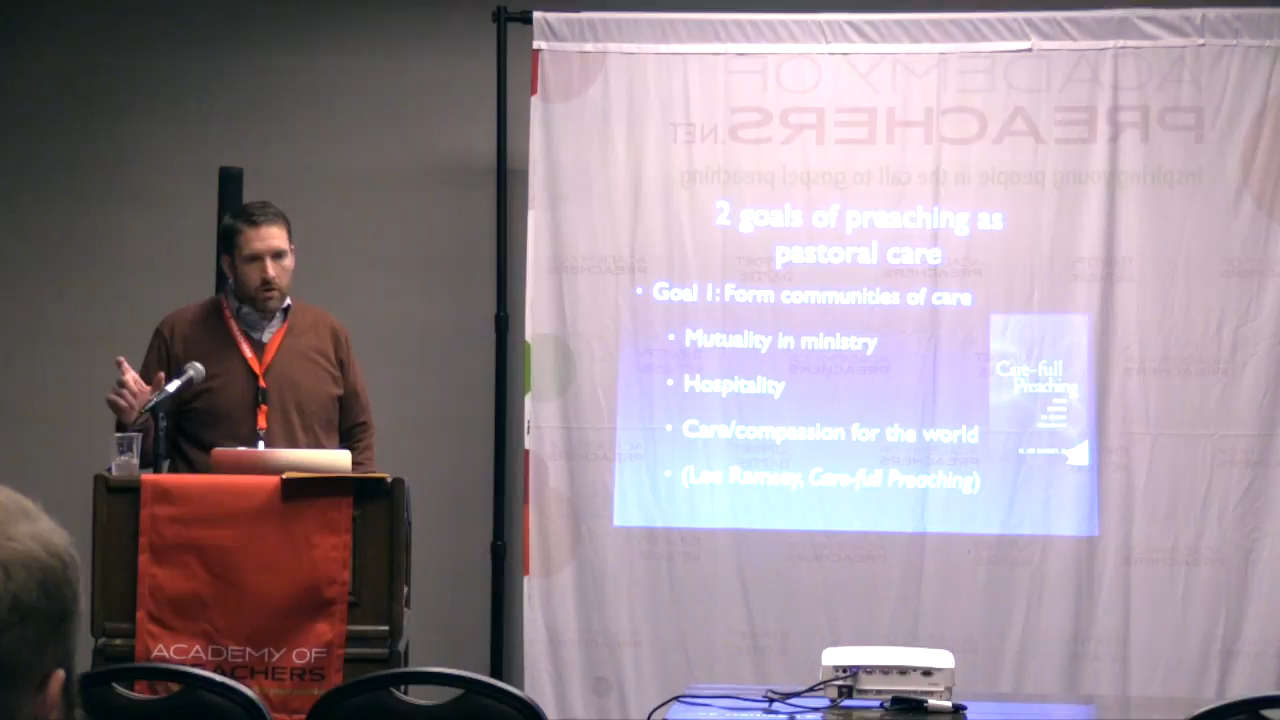 ACADEMY OF
PREACHERS.NET
inspiring young people in the call to gospel preaching
2 goals of preaching as
pastoral care
• Goal 1: Form communities of care
• Mutuality in ministry
• Hospitality
• Care/compassion for the world
• (Lee Ramsey, Care-full Preaching)
Care-full
Preaching
ACADEMY OF
PREACHERS